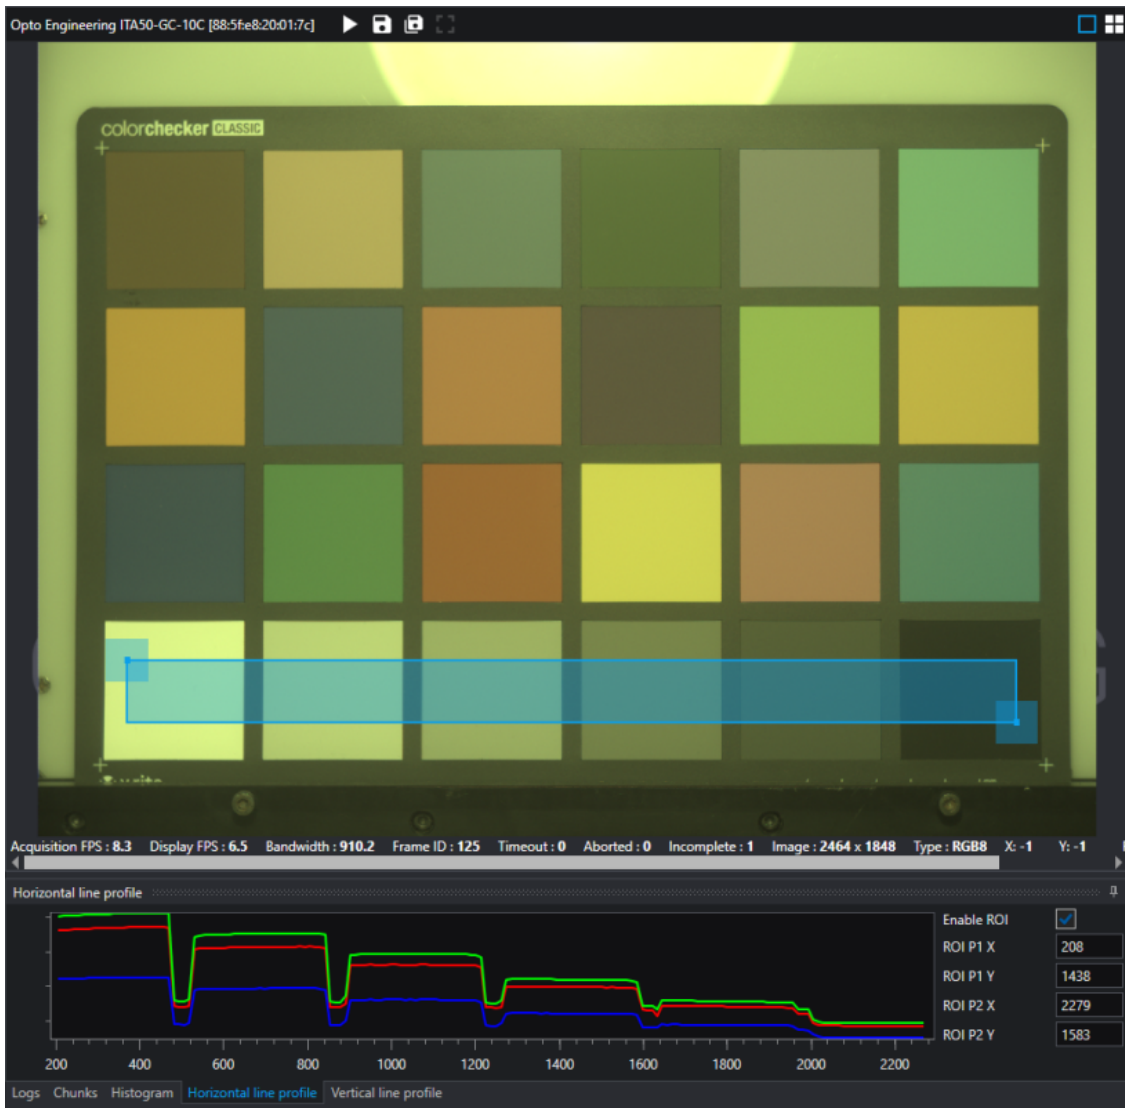 Opto Engineering ITA50-GC-10C [88:5f:e8:20:01:7c]
colorchecker CLASSIC
Acquisition FPS : 8.3 Display FPS : 6.5 Bandwidth : 910.2 Frame ID : 125 Timeout : 0 Aborted : 0 Incomplete : 1 Image : 2464 x 1848 Type : RGB8 X: -1 Y: -1
Horizontal line profile
Enable ROI
ROI P1 X 208
ROI P1 Y 1438
ROI P2 X 2279
ROI P2 Y 1583
200 400 600 800 1000 1200 1400 1600 1800 2000 2200
Logs Chunks Histogram Horizontal line profile Vertical line profile